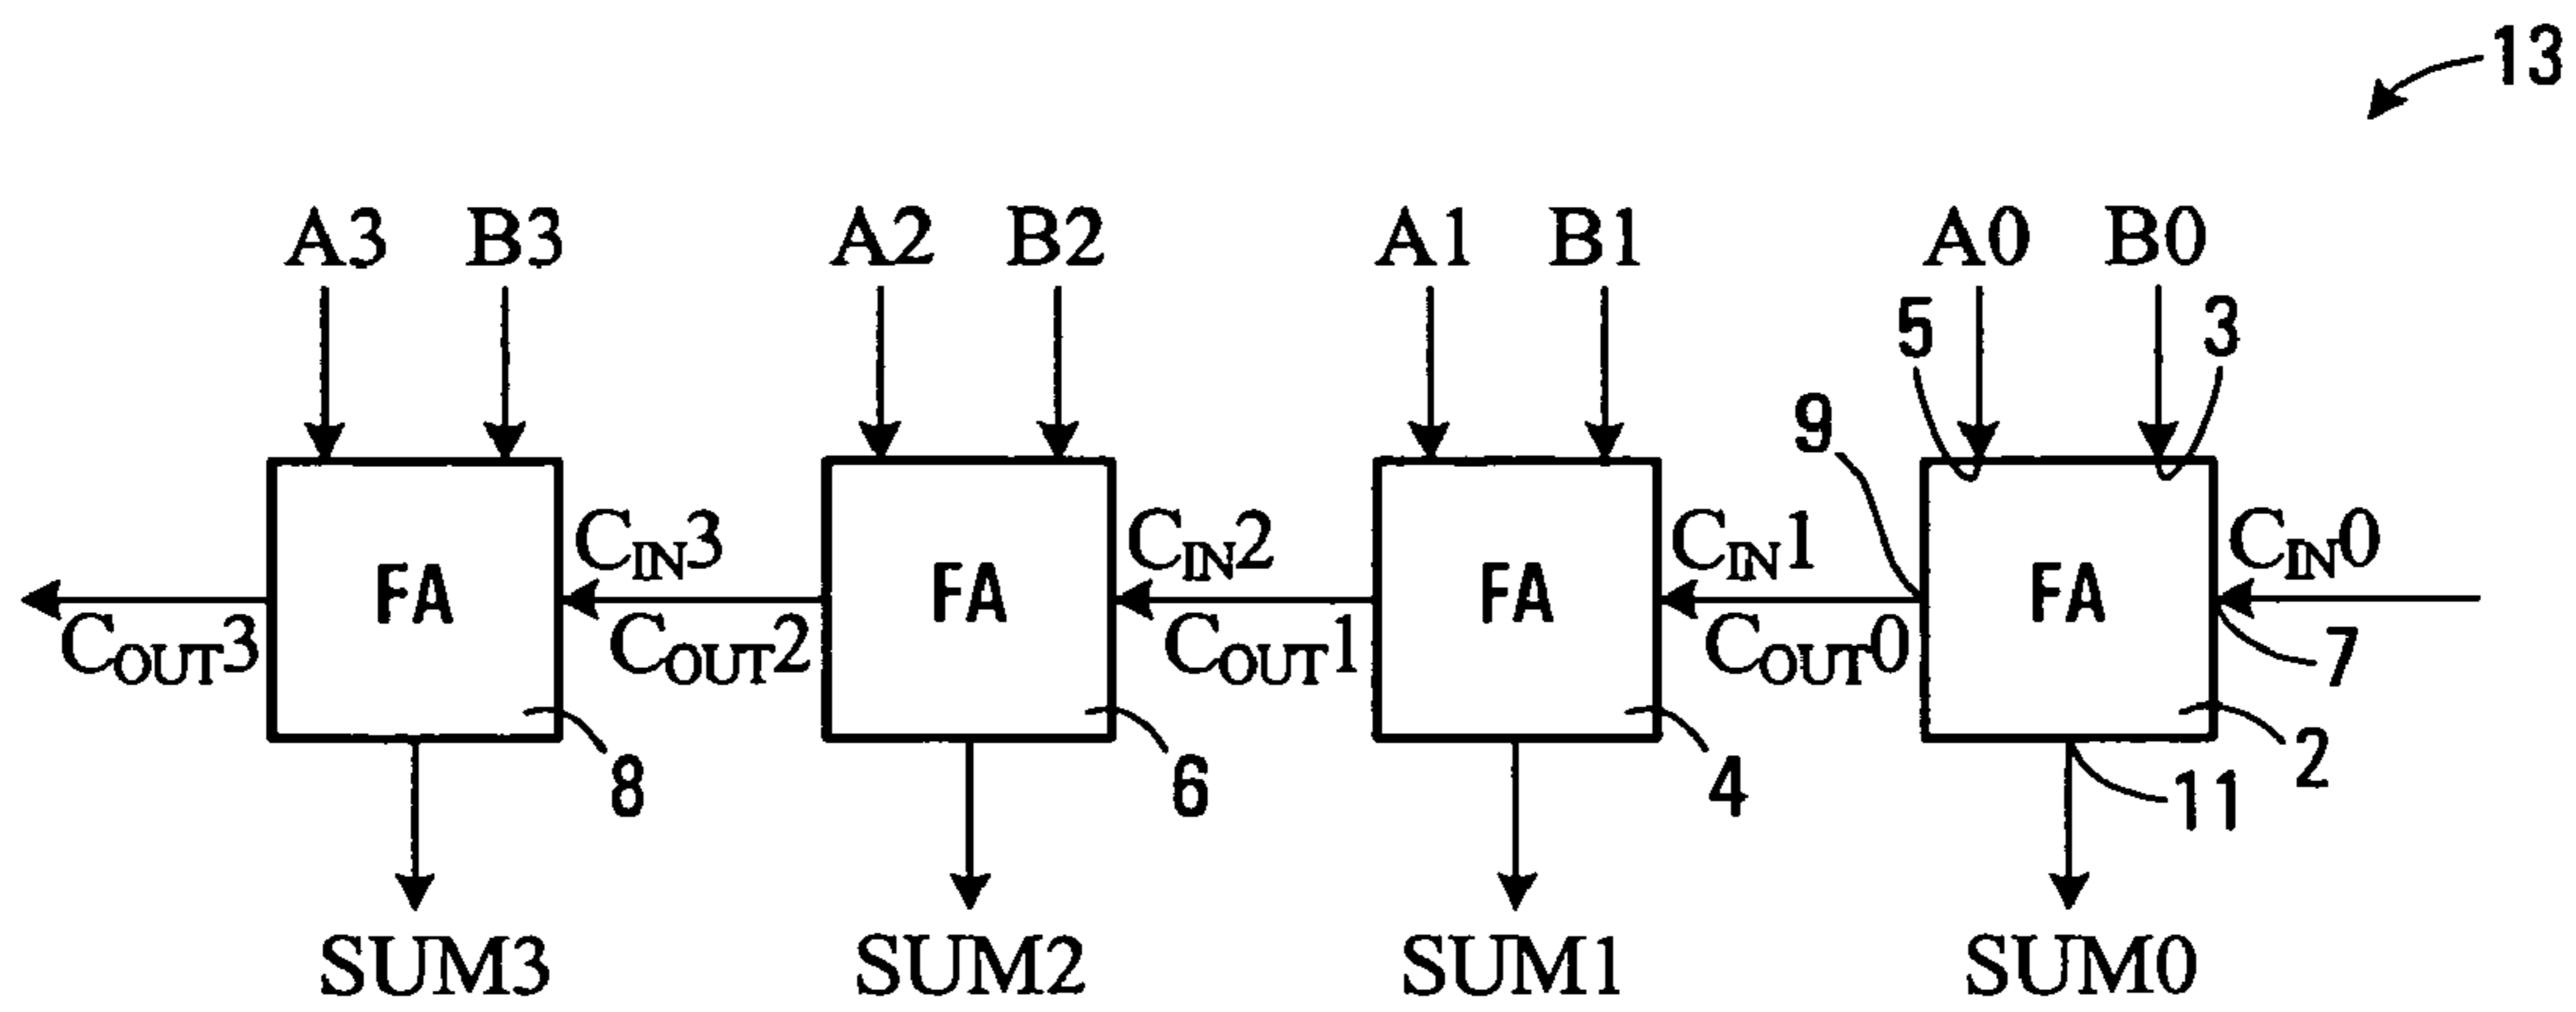 13
A3 B3 A2 B2 A1 B1 A0 B0
5 3
9
CIN3 CIN2 CIN1 CIN0
FA FA FA FA
COUT3 COUT2 COUT1 COUT0 7
8 6 4 2
11
SUM3 SUM2 SUM1 SUM0